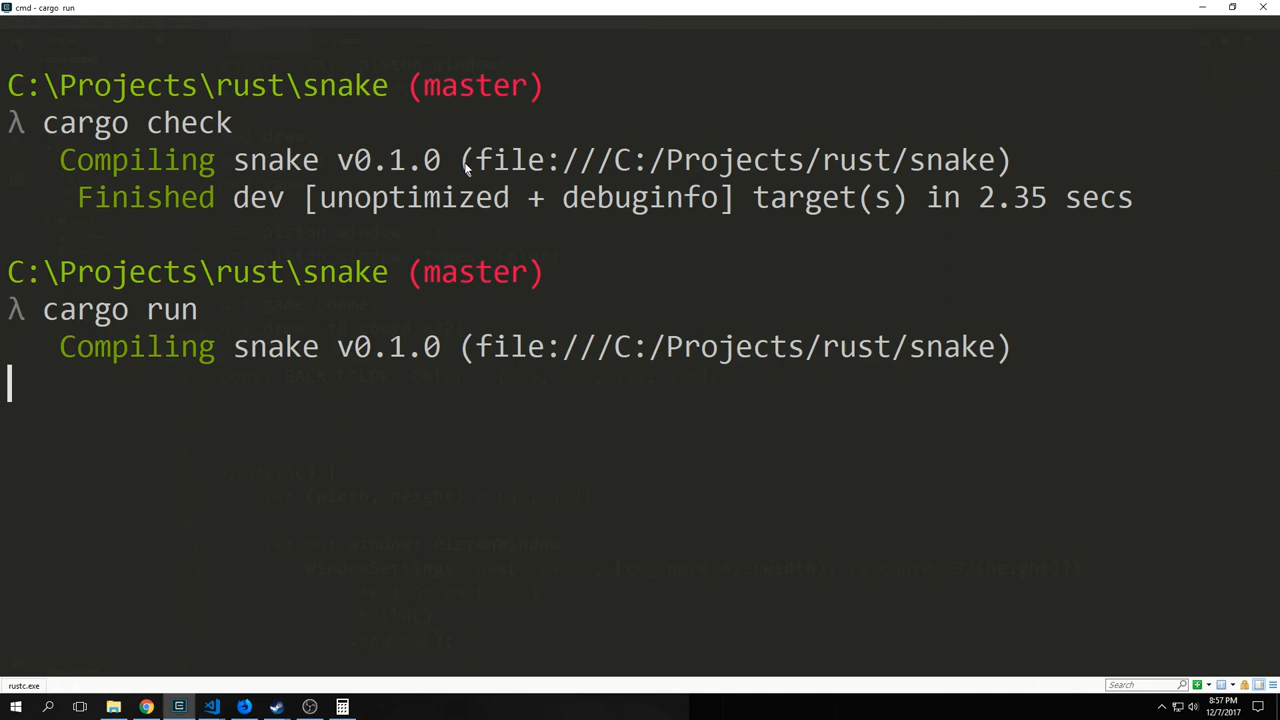 cmd - cargo run
C:\Projects\rust\snake (master)
λ cargo check
Compiling snake v0.1.0 (file:///C:/Projects/rust/snake)
Finished dev [unoptimized + debuginfo] target(s) in 2.35 secs
C:\Projects\rust\snake (master)
λ cargo run
Compiling snake v0.1.0 (file:///C:/Projects/rust/snake)
rustc.exe
Search
8:57 PM
12/7/2017